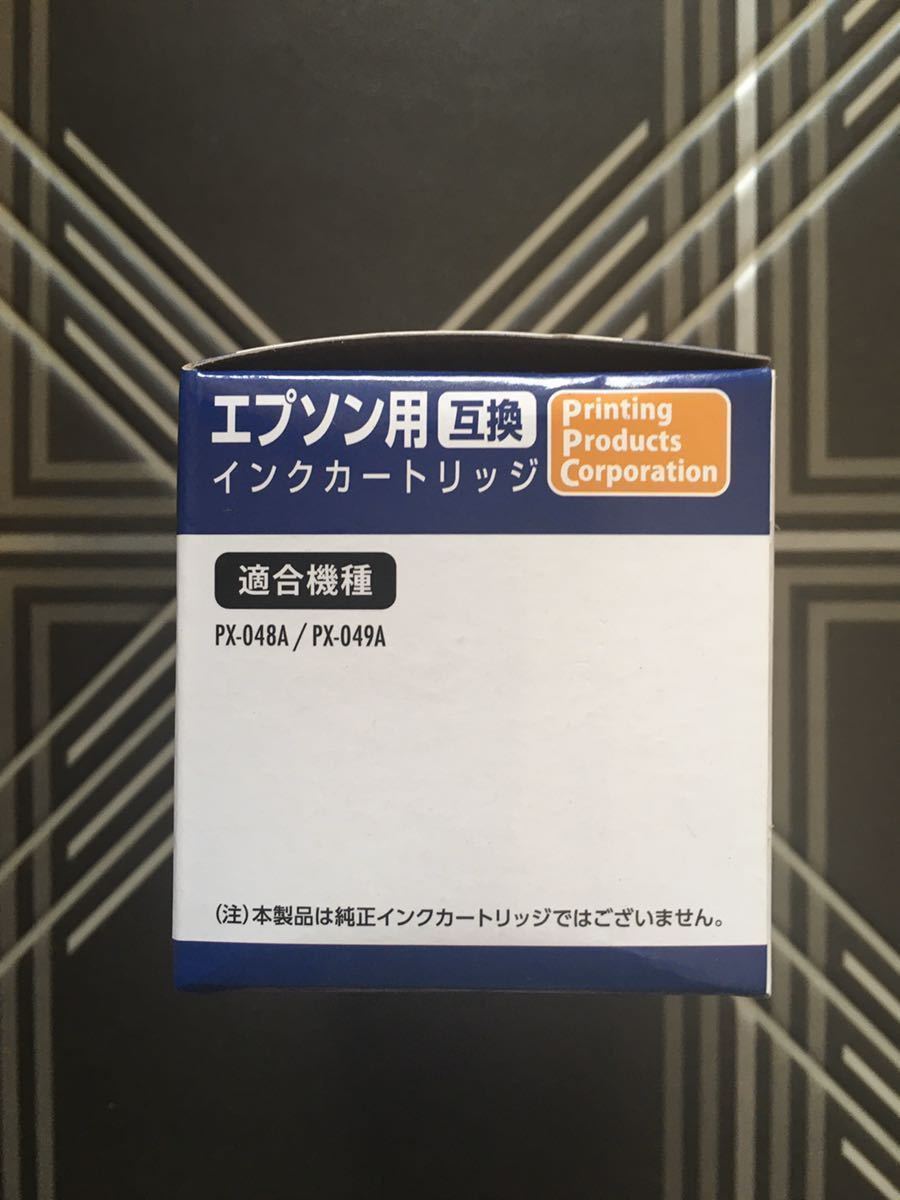 エプソン用 互換
インクカートリッジ
Printing
Products
Corporation
適合機種
PX-048A / PX-049A
(注)本製品は純正インクカートリッジではございません。